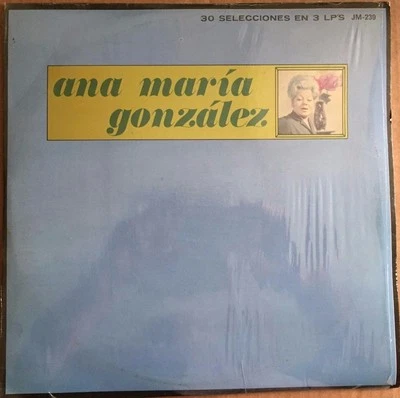 30 SELECCIONES EN 3 LP'S JM-239
ana maría
gonzález